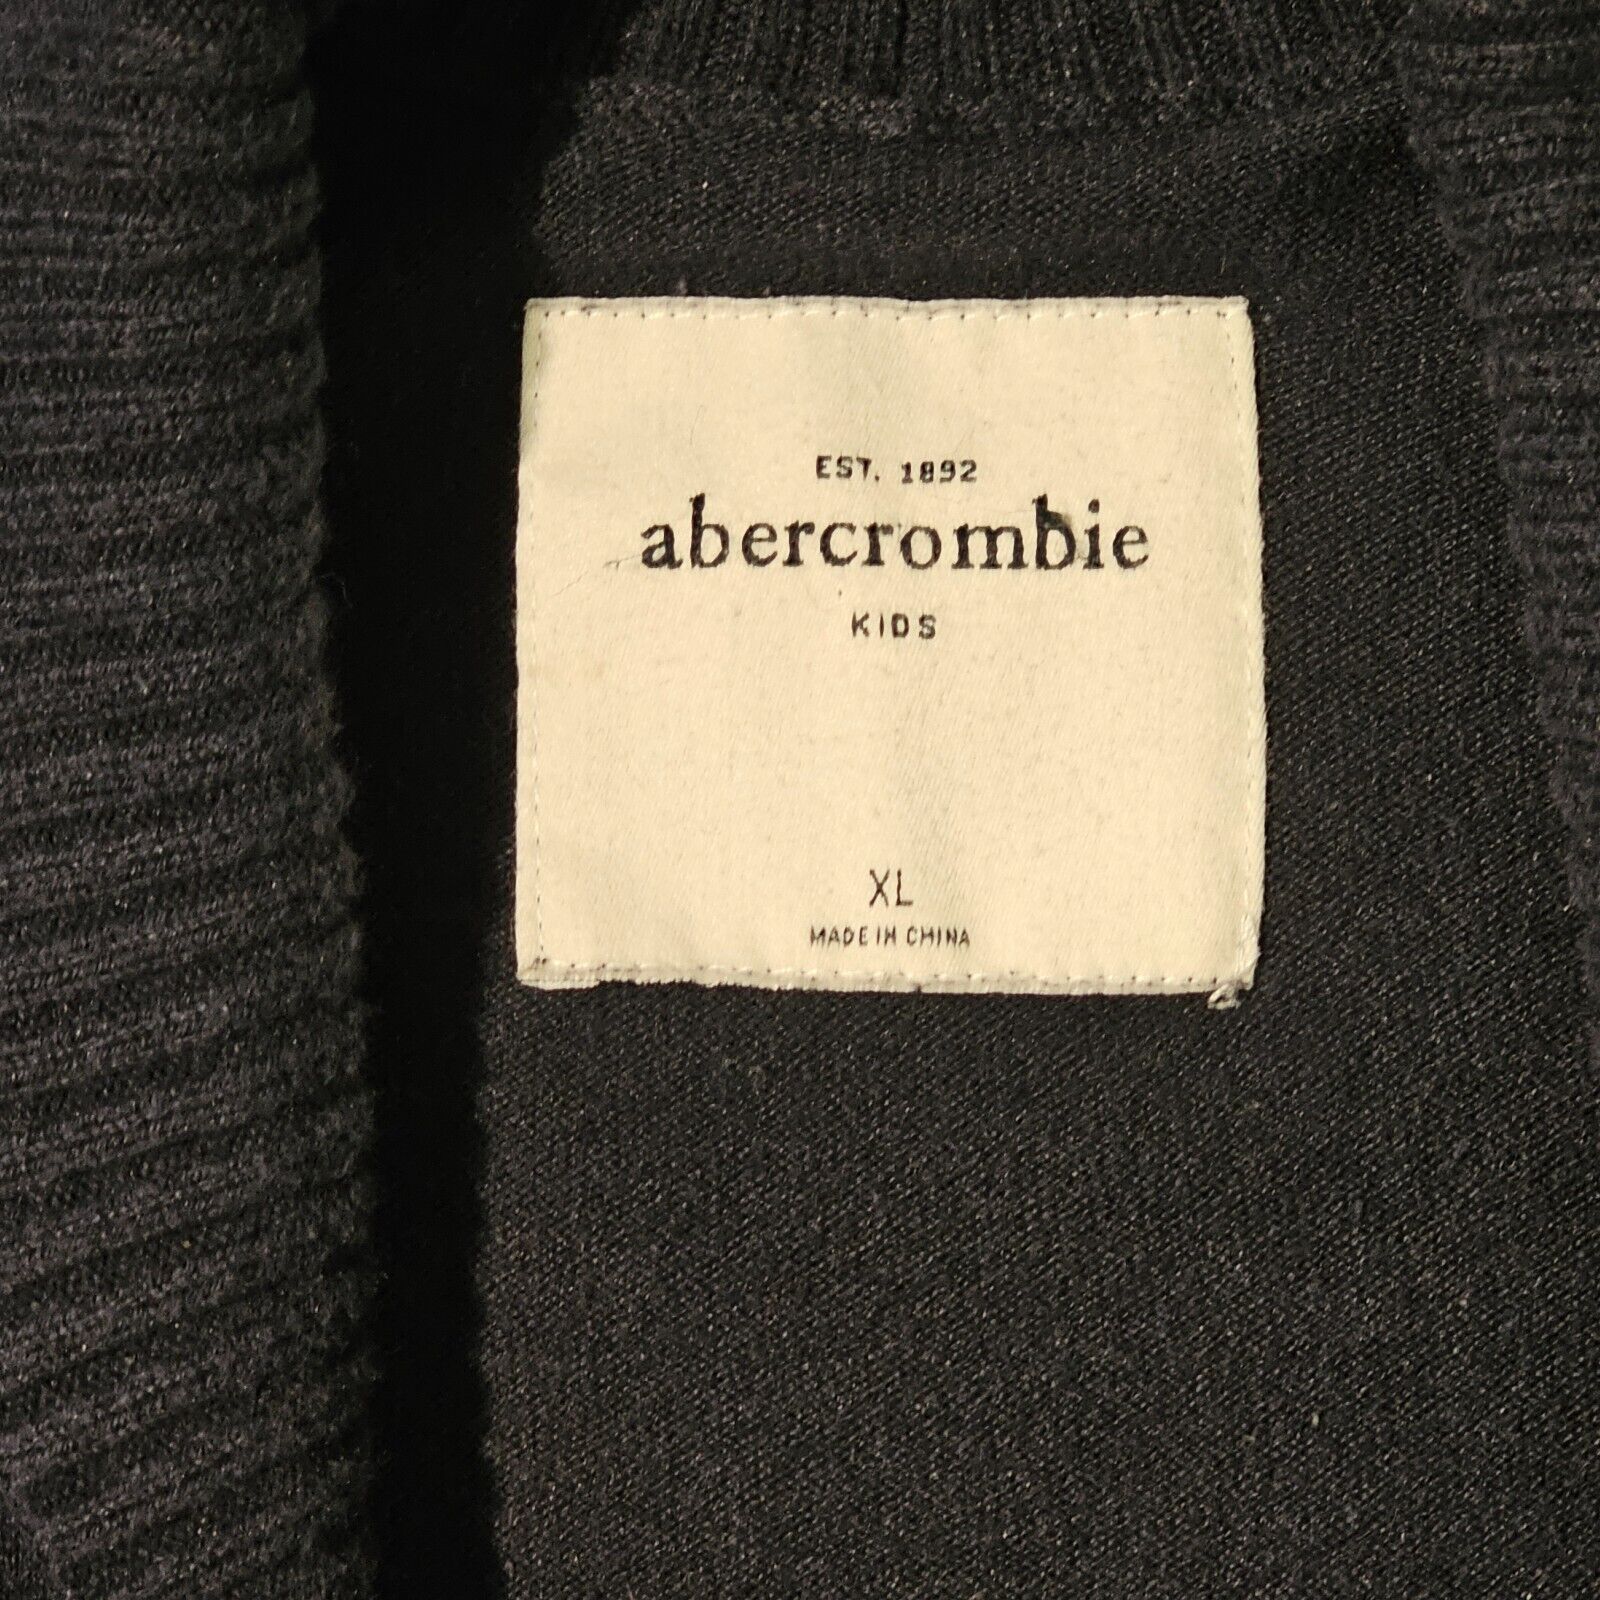 EST. 1892
abercrombie
KIDS
XL
MADE IN CHINA